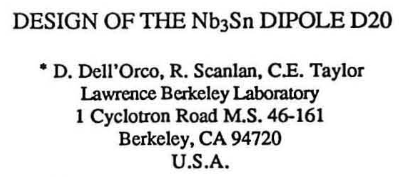 DESIGN OF THE Nb3Sn DIPOLE D20
* D. Dell'Orco, R. Scanlan, C.E. Taylor
Lawrence Berkeley Laboratory
1 Cyclotron Road M.S. 46-161
Berkeley, CA 94720
U.S.A.